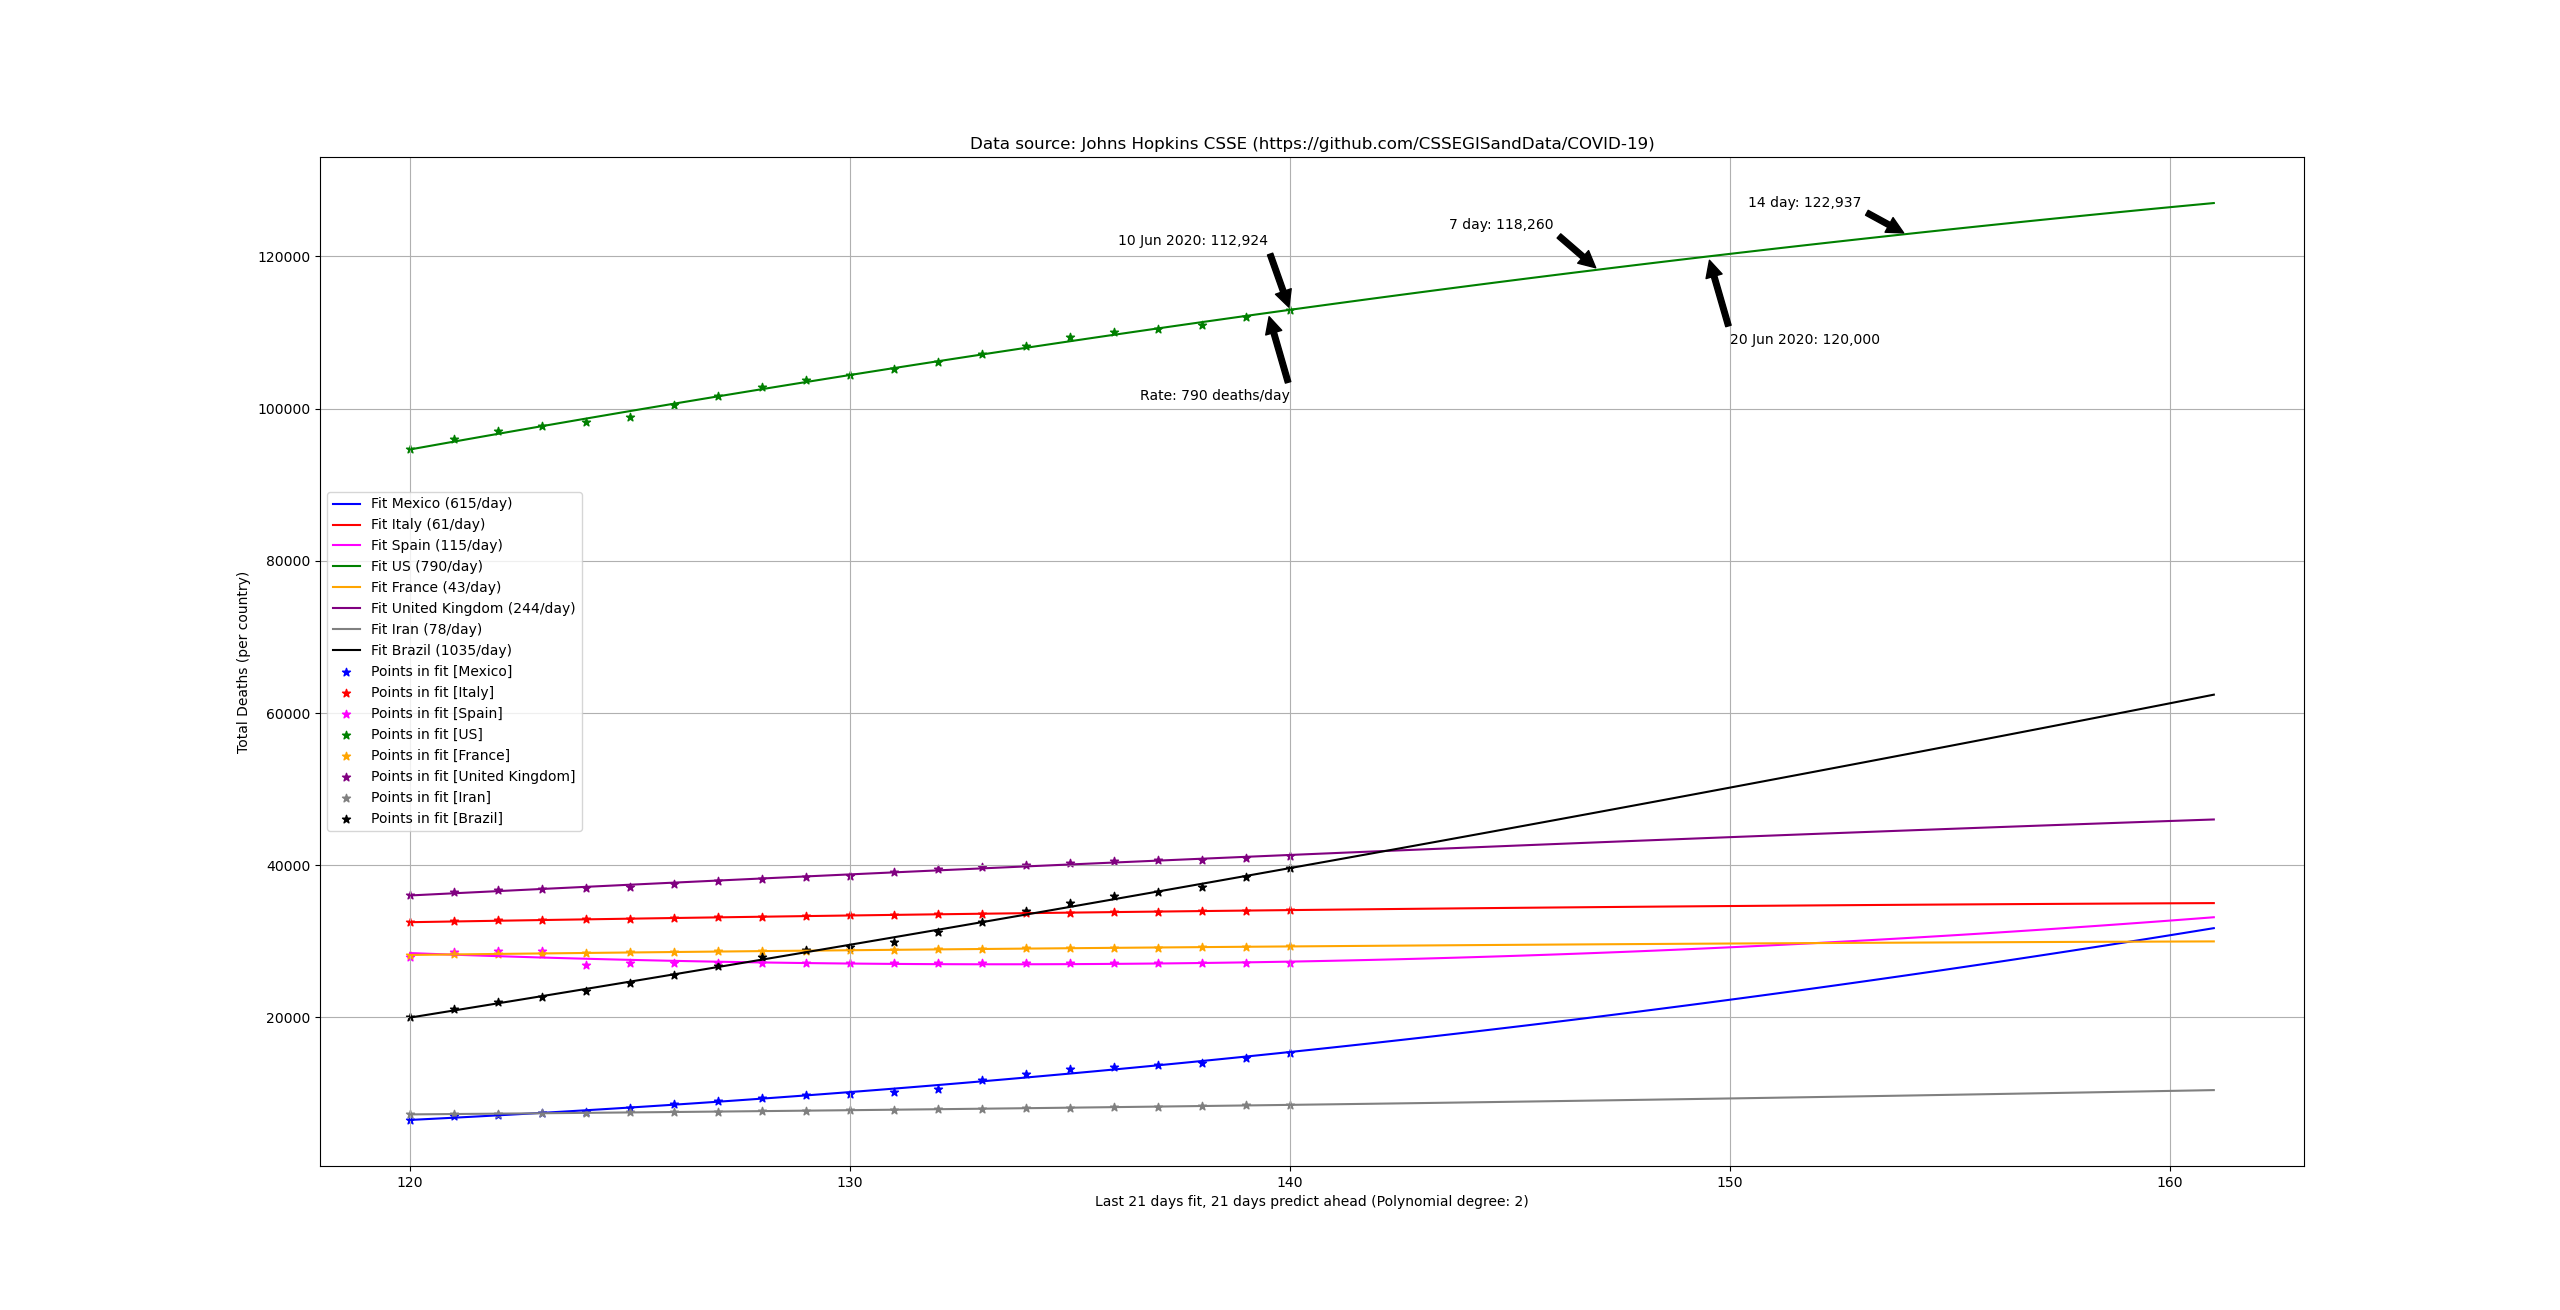 Data source: Johns Hopkins CSSE (https://github.com/CSSEGISandData/COVID-19)
14 day: 122,937
7 day: 118,260
10 Jun 2020: 112,924
20 Jun 2020: 120,000
Rate: 790 deaths/day
120000
100000
80000
60000
40000
20000
Total Deaths (per country)
Fit Mexico (615/day)
Fit Italy (61/day)
Fit Spain (115/day)
Fit US (790/day)
Fit France (43/day)
Fit United Kingdom (244/day)
Fit Iran (78/day)
Fit Brazil (1035/day)
Points in fit [Mexico]
Points in fit [Italy]
Points in fit [Spain]
Points in fit [US]
Points in fit [France]
Points in fit [United Kingdom]
Points in fit [Iran]
Points in fit [Brazil]
120 130 140 150 160
Last 21 days fit, 21 days predict ahead (Polynomial degree: 2)